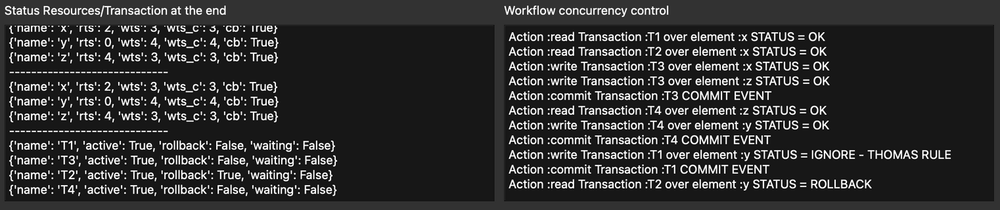 Status Resources/Transaction at the end
{'name': 'x', 'rts': 2, 'wts': 3, 'wts_c': 3, 'cb': True}
{'name': 'y', 'rts': 0, 'wts': 4, 'wts_c': 4, 'cb': True}
{'name': 'z', 'rts': 4, 'wts': 3, 'wts_c': 3, 'cb': True}
-----------------------------
{'name': 'x', 'rts': 2, 'wts': 3, 'wts_c': 3, 'cb': True}
{'name': 'y', 'rts': 0, 'wts': 4, 'wts_c': 4, 'cb': True}
{'name': 'z', 'rts': 4, 'wts': 3, 'wts_c': 3, 'cb': True}
-----------------------------
{'name': 'T1', 'active': True, 'rollback': False, 'waiting': False}
{'name': 'T3', 'active': True, 'rollback': False, 'waiting': False}
{'name': 'T2', 'active': True, 'rollback': True, 'waiting': False}
{'name': 'T4', 'active': True, 'rollback': False, 'waiting': False}
Workflow concurrency control
Action :read Transaction :T1 over element :x STATUS = OK
Action :read Transaction :T2 over element :x STATUS = OK
Action :write Transaction :T3 over element :x STATUS = OK
Action :write Transaction :T3 over element :z STATUS = OK
Action :commit Transaction :T3 COMMIT EVENT
Action :read Transaction :T4 over element :z STATUS = OK
Action :write Transaction :T4 over element :y STATUS = OK
Action :commit Transaction :T4 COMMIT EVENT
Action :write Transaction :T1 over element :y STATUS = IGNORE - THOMAS RULE
Action :commit Transaction :T1 COMMIT EVENT
Action :read Transaction :T2 over element :y STATUS = ROLLBACK